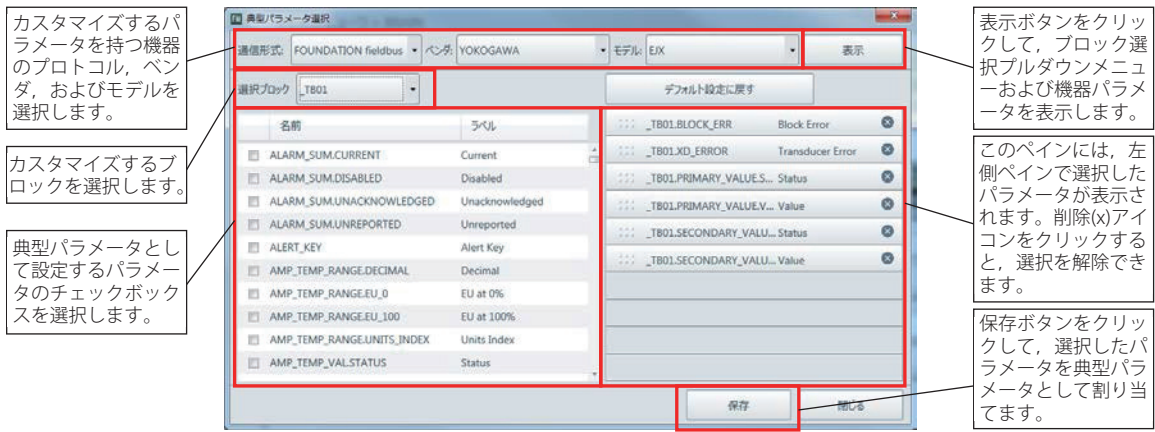 カスタマイズするパ
ラメータを持つ機器
のプロトコル，ベン
ダ，およびモデルを
選択します。
カスタマイズするブ
ロックを選択します。
典型パラメータとし
て設定するパラメー
タのチェックボック
スを選択します。
典型パラメータ選択
通信形式: FOUNDATION fieldbus ベンダ: YOKOGAWA モデル: EJX 表示
選択ブロック _TB01 デフォルト設定に戻す
名前 ラベル
ALARM_SUM.CURRENT Current
ALARM_SUM.DISABLED Disabled
ALARM_SUM.UNACKNOWLEDGED Unacknowledged
ALARM_SUM.UNREPORTED Unreported
ALERT_KEY Alert Key
AMP_TEMP_RANGE.DECIMAL Decimal
AMP_TEMP_RANGE.EU_0 EU at 0%
AMP_TEMP_RANGE.EU_100 EU at 100%
AMP_TEMP_RANGE.UNITS_INDEX Units Index
AMP_TEMP_VAL.STATUS Status
_TB01.BLOCK_ERR Block Error
_TB01.XD_ERROR Transducer Error
_TB01.PRIMARY_VALUE.S... Status
_TB01.PRIMARY_VALUE.V... Value
_TB01.SECONDARY_VALU... Status
_TB01.SECONDARY_VALU... Value
保存 閉じる
表示ボタンをクリッ
クして，ブロック選
択プルダウンメニュ
ーおよび機器パラメ
ータを表示します。
このペインには，左
側ペインで選択した
パラメータが表示さ
れます。削除(x)アイ
コンをクリックする
と，選択を解除でき
ます。
保存ボタンをクリッ
クして，選択したパ
ラメータを典型パラ
メータとして割り当
てます。